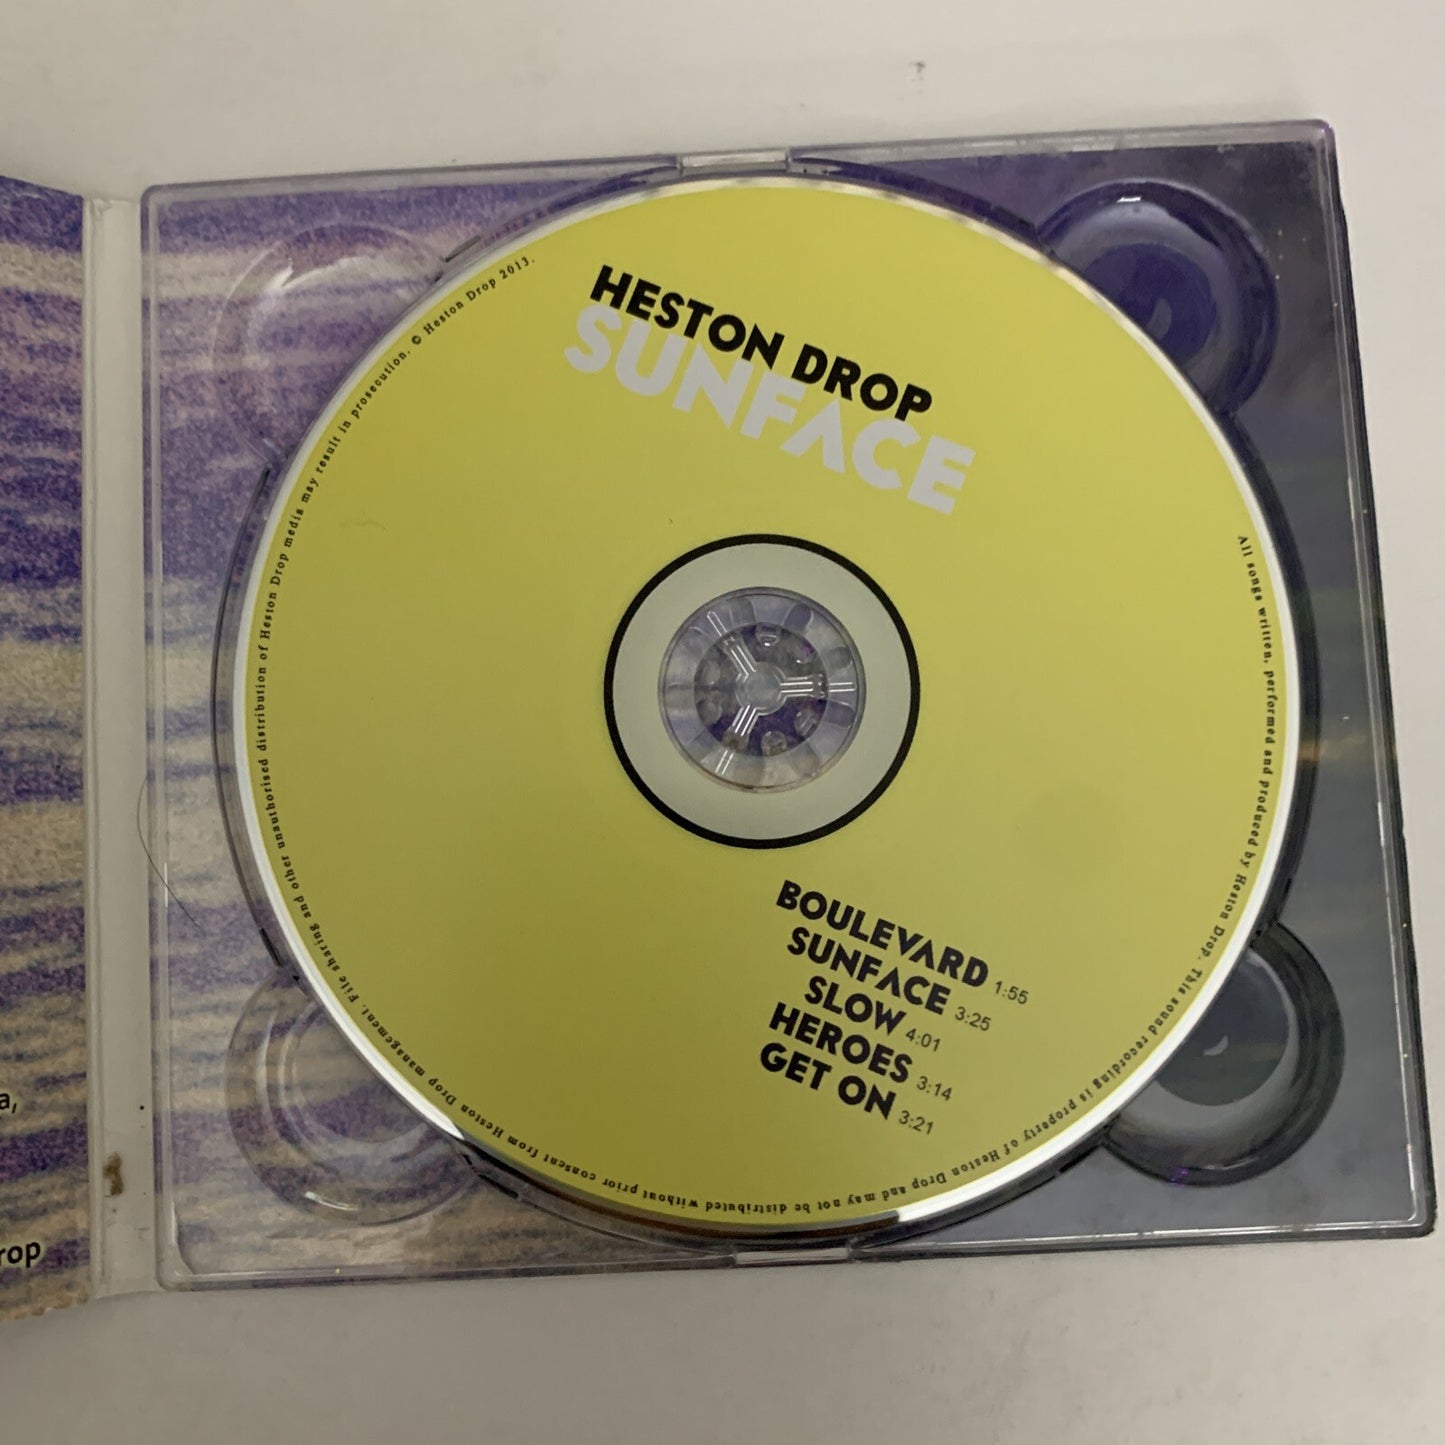 HESTON DROP
SUNFACE
BOULEVARD 1:55
SUNFACE 3:25
SLOW 4:01
HEROES 3:14
GET ON 3:21
All songs written, performed and produced by Heston Drop. This sound recording is property of Heston Drop and may not be distributed without prior consent from Heston Drop management. File sharing and other unauthorised distribution of Heston Drop media may result in prosecution. © Heston Drop 2013.
a,
rop